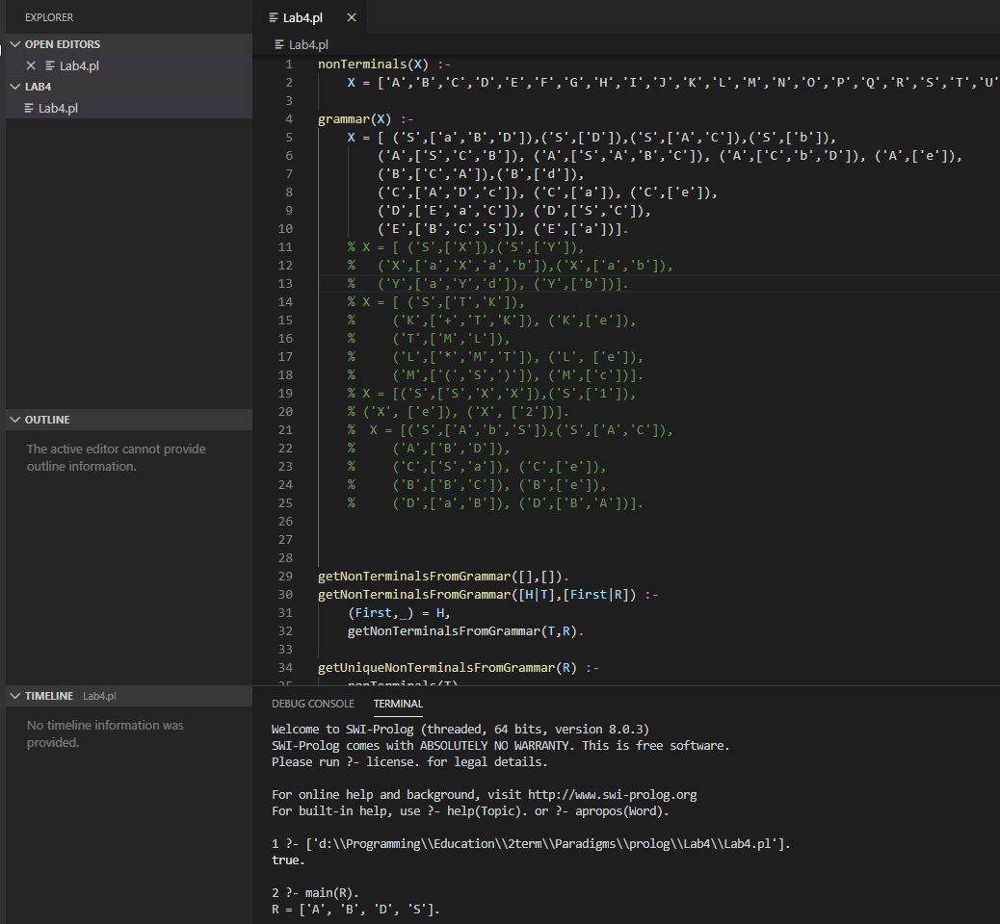 EXPLORER
OPEN EDITORS
Lab4.pl
LAB4
Lab4.pl
OUTLINE
The active editor cannot provide
outline information.
TIMELINE Lab4.pl
No timeline information was
provided.
Lab4.pl
Lab4.pl
1 nonTerminals(X) :-
2 X = ['A','B','C','D','E','F','G','H','I','J','K','L','M','N','O','P','Q','R','S','T','U'
3
4 grammar(X) :-
5 X = [ ('S',['a','B','D']),('S',['D']),('S',['A','C']),('S',['b']),
6 ('A',['S','C','B']), ('A',['S','A','B','C']), ('A',['C','b','D']), ('A',['e']),
7 ('B',['C','A']),('B',['d']),
8 ('C',['A','D','c']), ('C',['a']), ('C',['e']),
9 ('D',['E','a','C']), ('D',['S','C']),
10 ('E',['B','C','S']), ('E',['a'])].
11 % X = [ ('S',['X']),('S',['Y']),
12 % ('X',['a','X','a','b']),('X',['a','b']),
13 % ('Y',['a','Y','d']), ('Y',['b'])].
14 % X = [ ('S',['T','K']),
15 % ('K',['+','T','K']), ('K',['e']),
16 % ('T',['M','L']),
17 % ('L',['*','M','T']), ('L', ['e']),
18 % ('M',['(','S',')']), ('M',['c'])].
19 % X = [('S',['S','X','X']),('S',['1']),
20 % ('X', ['e']), ('X', ['2'])].
21 % X = [('S',['A','b','S']),('S',['A','C']),
22 % ('A',['B','D']),
23 % ('C',['S','a']), ('C',['e']),
24 % ('B',['B','C']), ('B',['e']),
25 % ('D',['a','B']), ('D',['B','A'])].
26
27
28
29 getNonTerminalsFromGrammar([],[]).
30 getNonTerminalsFromGrammar([H|T],[First|R]) :-
31 (First,_) = H,
32 getNonTerminalsFromGrammar(T,R).
33
34 getUniqueNonTerminalsFromGrammar(R) :-
35 nonTerminals(T)
DEBUG CONSOLE TERMINAL
Welcome to SWI-Prolog (threaded, 64 bits, version 8.0.3)
SWI-Prolog comes with ABSOLUTELY NO WARRANTY. This is free software.
Please run ?- license. for legal details.
For online help and background, visit http://www.swi-prolog.org
For built-in help, use ?- help(Topic). or ?- apropos(Word).
1 ?- ['d:\\Programming\\Education\\2term\\Paradigms\\prolog\\Lab4\\Lab4.pl'].
true.
2 ?- main(R).
R = ['A', 'B', 'D', 'S'].